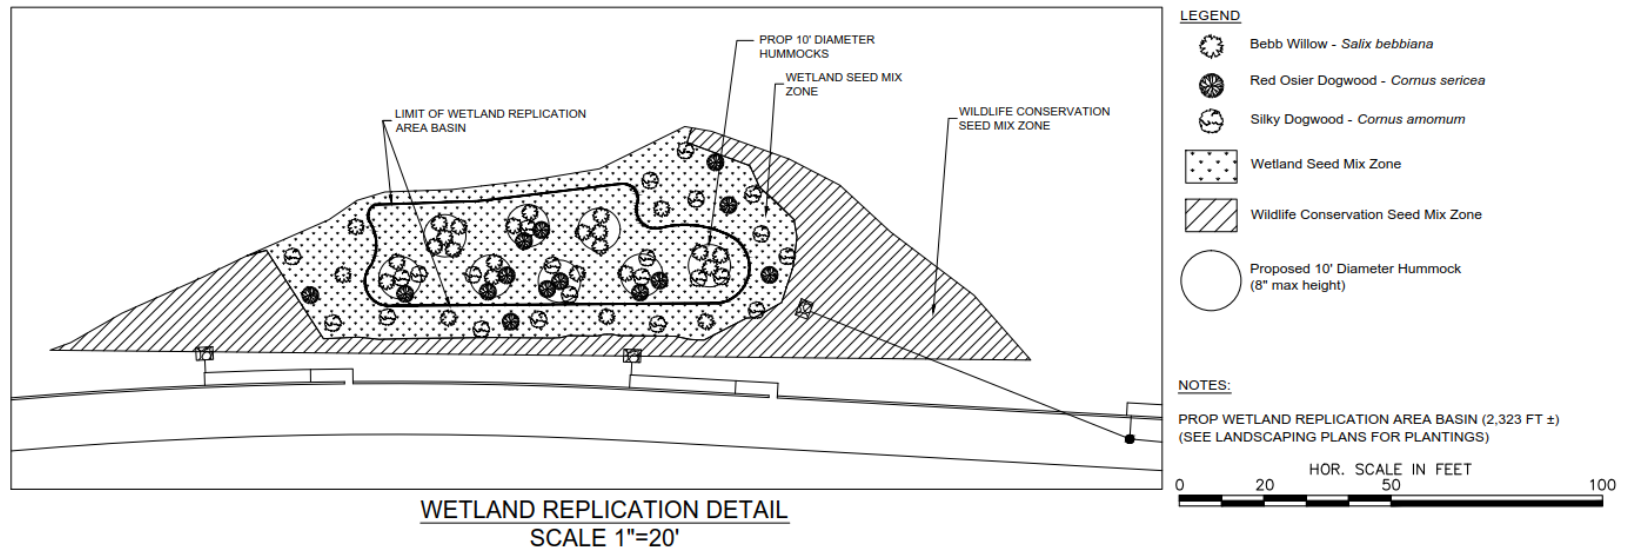 PROP 10' DIAMETER
HUMMOCKS
WETLAND SEED MIX
ZONE
LIMIT OF WETLAND REPLICATION
AREA BASIN
WILDLIFE CONSERVATION
SEED MIX ZONE
WETLAND REPLICATION DETAIL
SCALE 1"=20'
LEGEND
Bebb Willow - Salix bebbiana
Red Osier Dogwood - Cornus sericea
Silky Dogwood - Cornus amomum
Wetland Seed Mix Zone
Wildlife Conservation Seed Mix Zone
Proposed 10' Diameter Hummock
(8" max height)
NOTES:
PROP WETLAND REPLICATION AREA BASIN (2,323 FT ±)
(SEE LANDSCAPING PLANS FOR PLANTINGS)
HOR. SCALE IN FEET
0 20 50 100